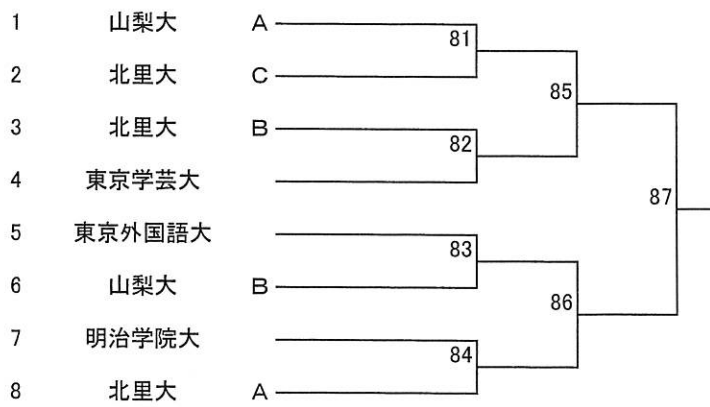 1 山梨大 A
81
2 北里大 C
85
3 北里大 B
82
4 東京学芸大
87
5 東京外国語大
83
6 山梨大 B
86
7 明治学院大
84
8 北里大 A